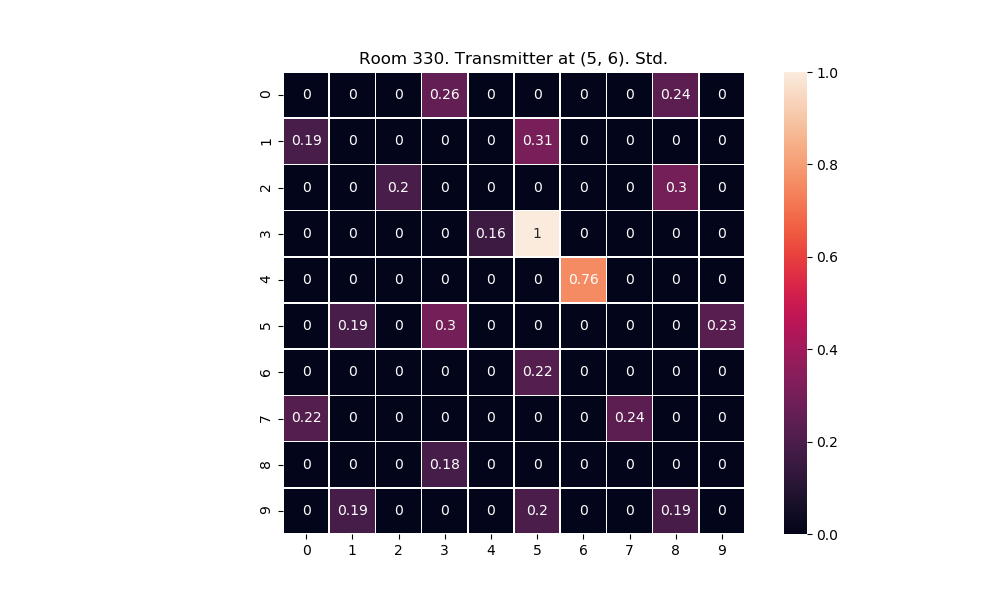 Room 330. Transmitter at (5, 6). Std.
0 0 0 0 0.26 0 0 0 0 0.24 0
1 0.19 0 0 0 0 0.31 0 0 0 0
2 0 0 0.2 0 0 0 0 0 0.3 0
3 0 0 0 0 0.16 1 0 0 0 0
4 0 0 0 0 0 0 0.76 0 0 0
5 0 0.19 0 0.3 0 0 0 0 0 0.23
6 0 0 0 0 0 0.22 0 0 0 0
7 0.22 0 0 0 0 0 0 0.24 0 0
8 0 0 0 0.18 0 0 0 0 0 0
9 0 0.19 0 0 0 0.2 0 0 0.19 0
0 1 2 3 4 5 6 7 8 9
1.0
0.8
0.6
0.4
0.2
0.0